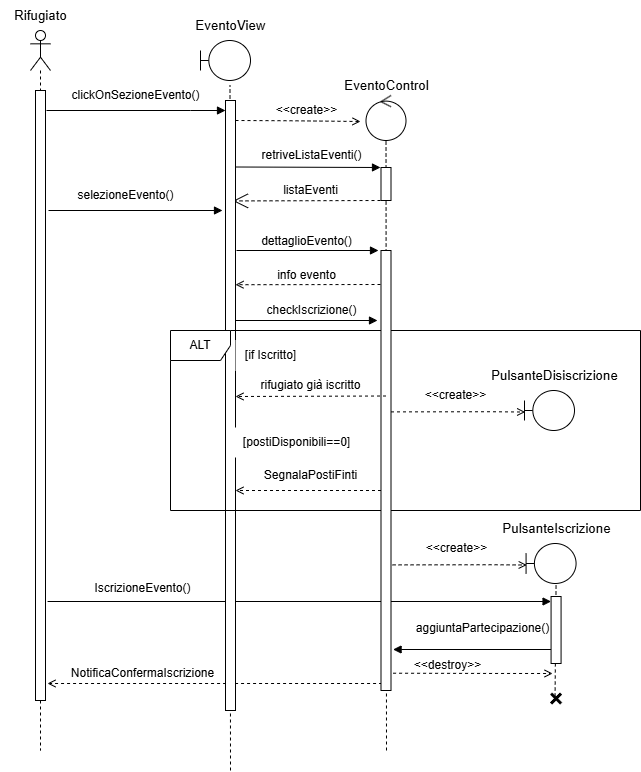 Rifugiato
EventoView
EventoControl
clickOnSezioneEvento()
<<create>>
retriveListaEventi()
listaEventi
selezioneEvento()
dettaglioEvento()
info evento
checkIscrizione()
ALT
[if Iscritto]
rifugiato già iscritto
<<create>>
PulsanteDisiscrizione
[postiDisponibili==0]
SegnalaPostiFinti
PulsanteIscrizione
<<create>>
IscrizioneEvento()
aggiuntaPartecipazione()
<<destroy>>
NotificaConfermaIscrizione